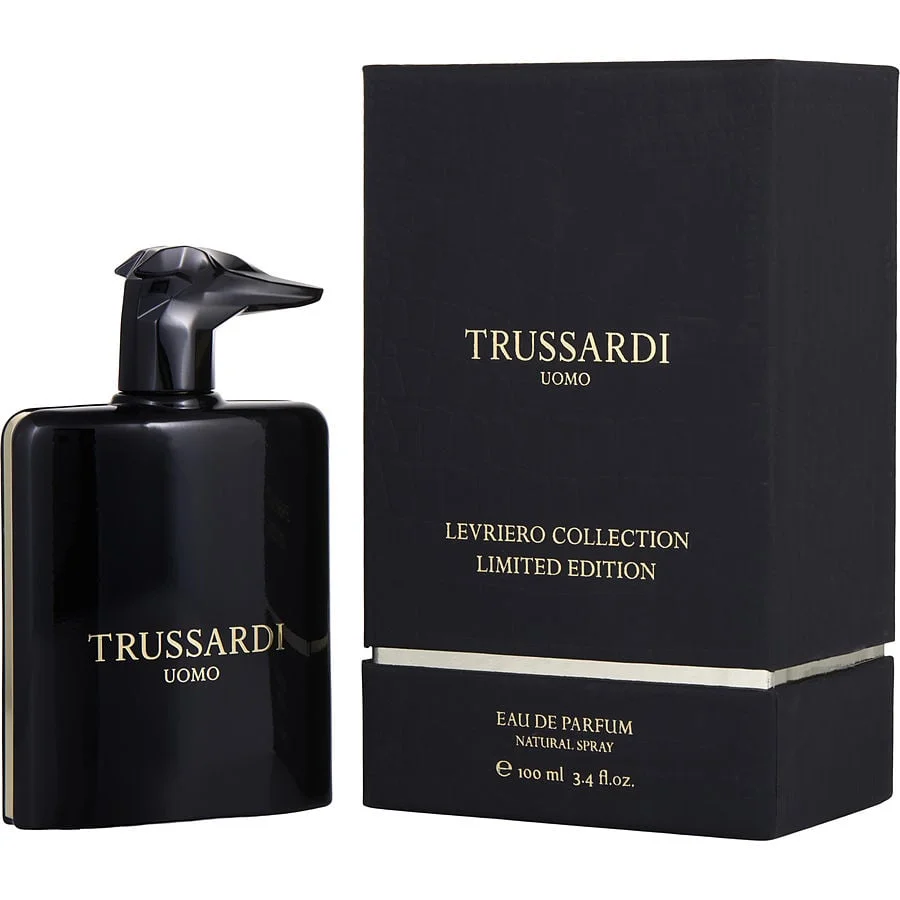 TRUSSARDI
UOMO
LEVRIERO COLLECTION
LIMITED EDITION
EAU DE PARFUM
NATURAL SPRAY
℮ 100 ml 3.4 fl.oz.
TRUSSARDI
UOMO